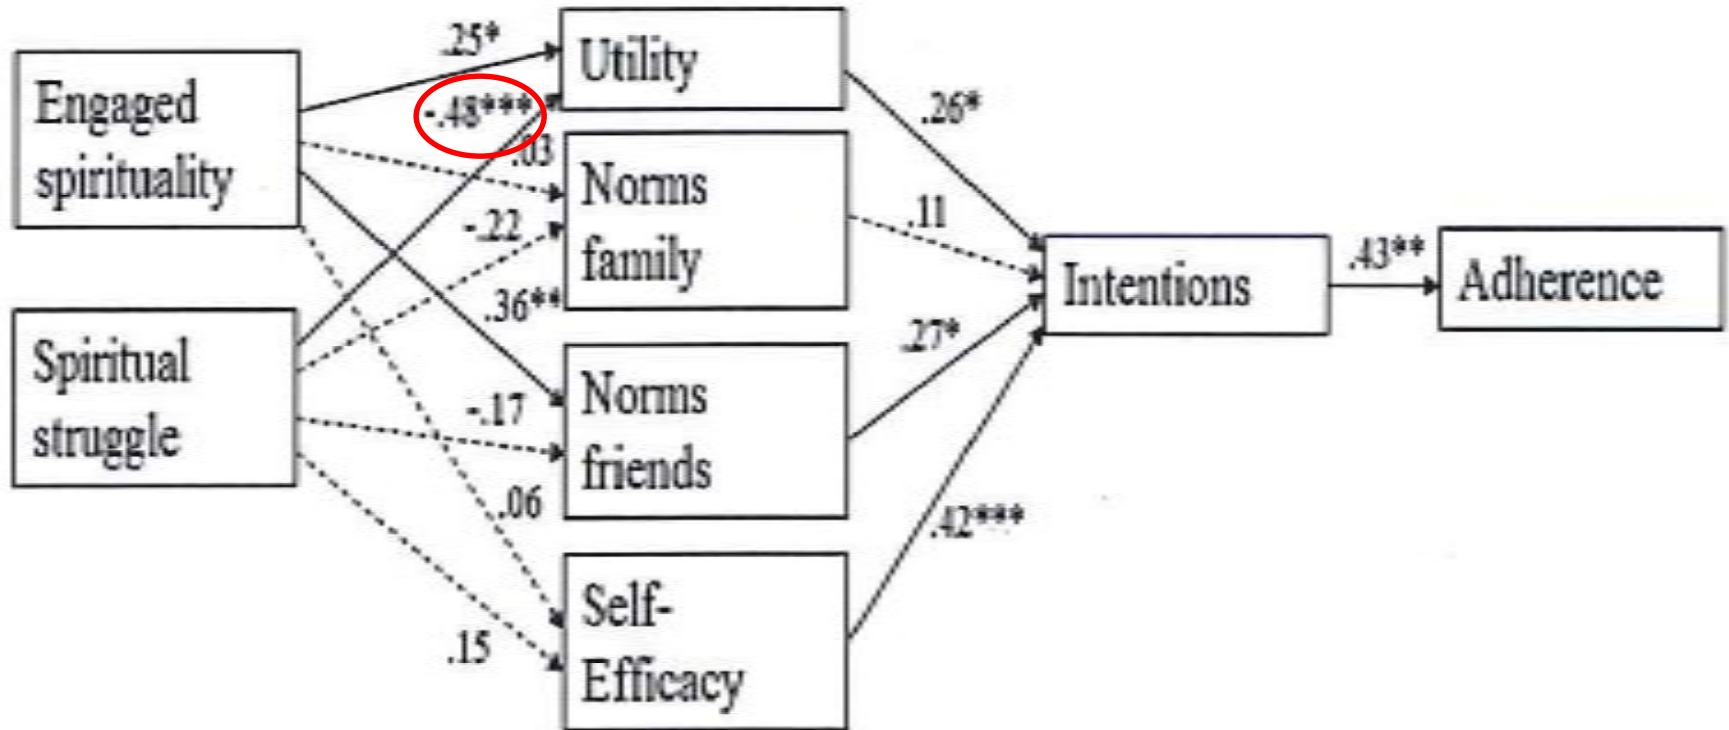 .25*
Utility
Engaged
spirituality
-.48***
.03
.26*
Norms
family
-.22
.11
.36**
Intentions
.43**
Adherence
Spiritual
struggle
Norms
friends
-.17
.27*
.06
.42***
Self-
Efficacy
.15